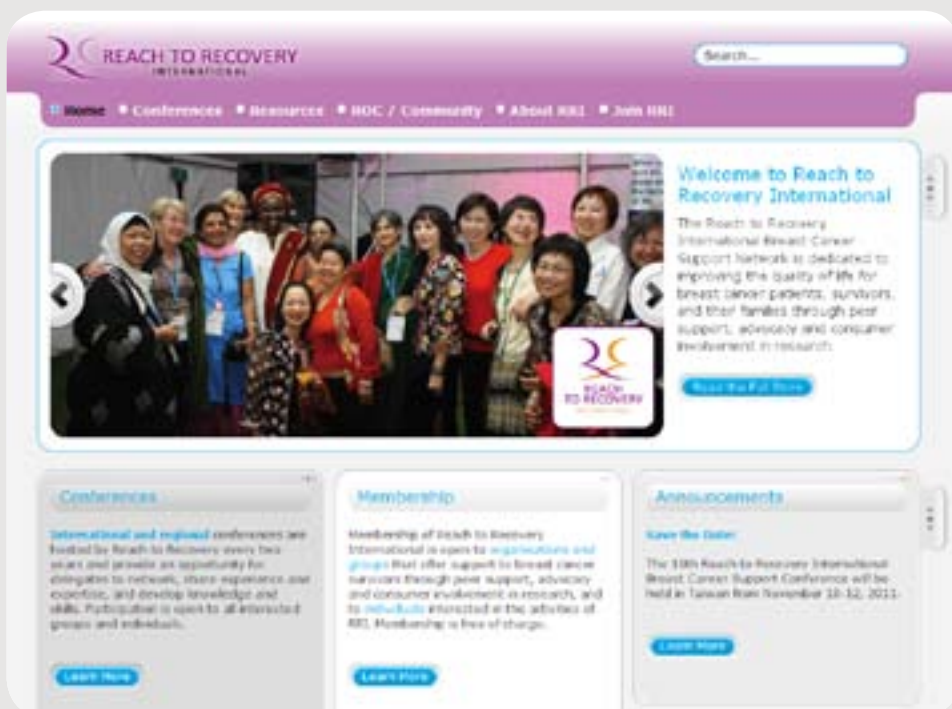 REACH TO RECOVERY
INTERNATIONAL
Search...
Home Conferences Resources NOC / Community About RRI Join RRI
Welcome to Reach to
Recovery International
The Reach to Recovery
International Breast Cancer
Support Network is dedicated to
improving the quality of life for
breast cancer patients, survivors,
and their families through peer
support, advocacy and consumer
involvement in research.
Read the Full Story
REACH
TO RECOVERY
INTERNATIONAL
Conferences
International and regional conferences are
hosted by Reach to Recovery every two
years and provide an opportunity for
delegates to network, share experience and
expertise, and develop knowledge and
skills. Participation is open to all interested
groups and individuals.
Learn More
Membership
Membership of Reach to Recovery
International is open to organisations and
groups that offer support to breast cancer
survivors through peer support, advocacy
and consumer involvement in research, and
to individuals interested in the activities of
RRI. Membership is free of charge.
Learn More
Announcements
Save the Date:
The 16th Reach to Recovery International
Breast Cancer Support Conference will be
held in Taiwan from November 10-12, 2011.
Learn More